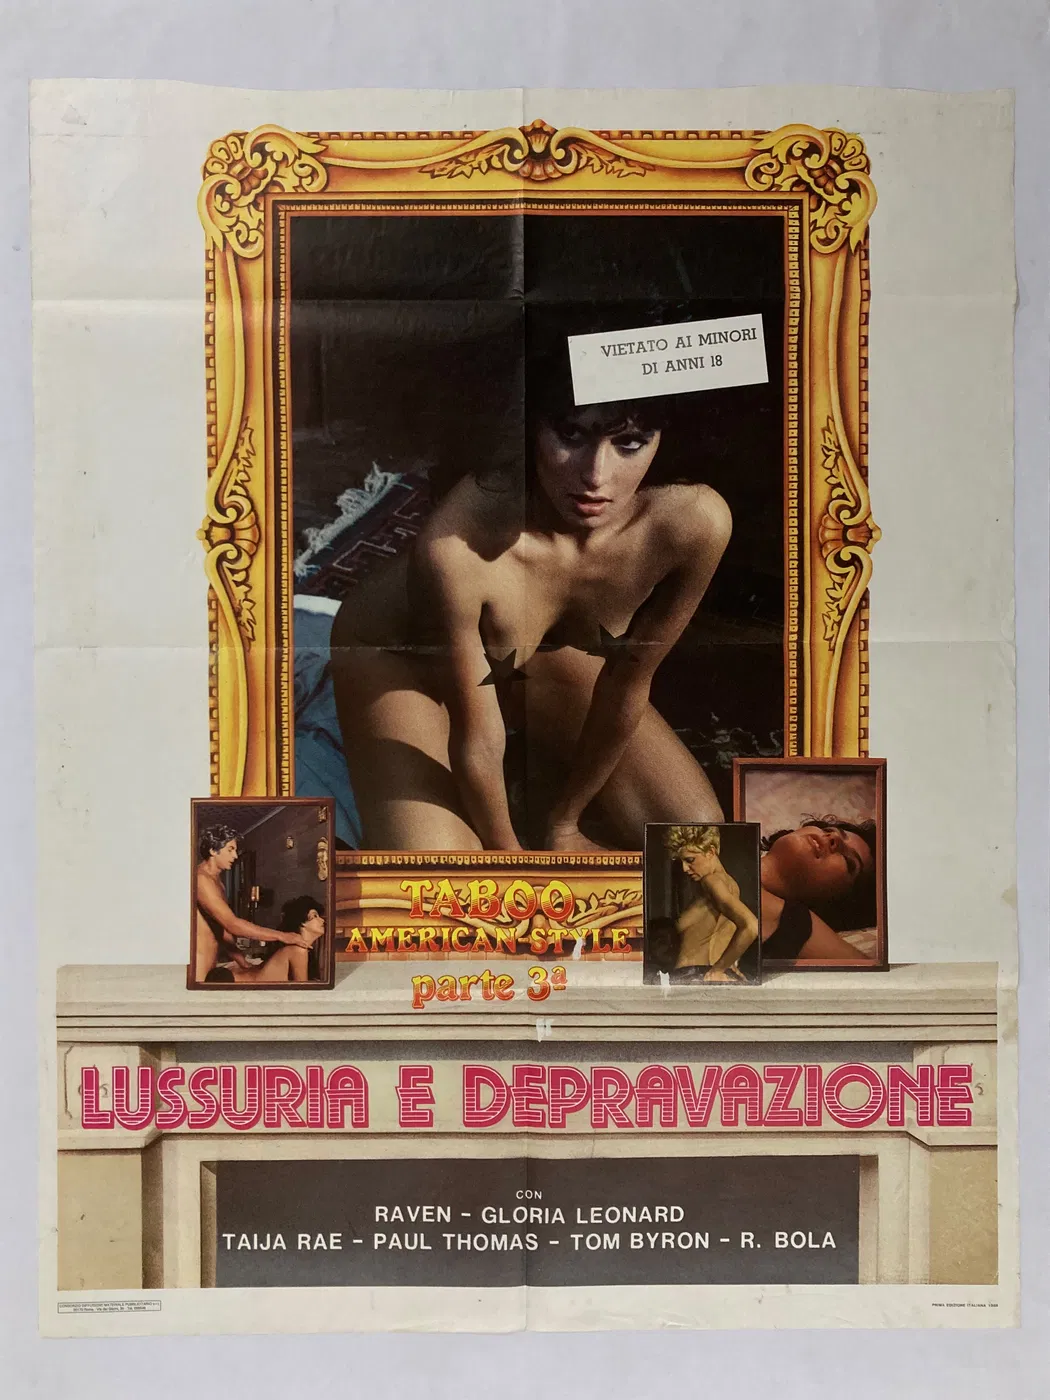 VIETATO AI MINORI
DI ANNI 18
TABOO
AMERICAN-STYLE
parte 3ª
LUSSURIA E DEPRAVAZIONE
CON
RAVEN - GLORIA LEONARD
TAIJA RAE - PAUL THOMAS - TOM BYRON - R. BOLA